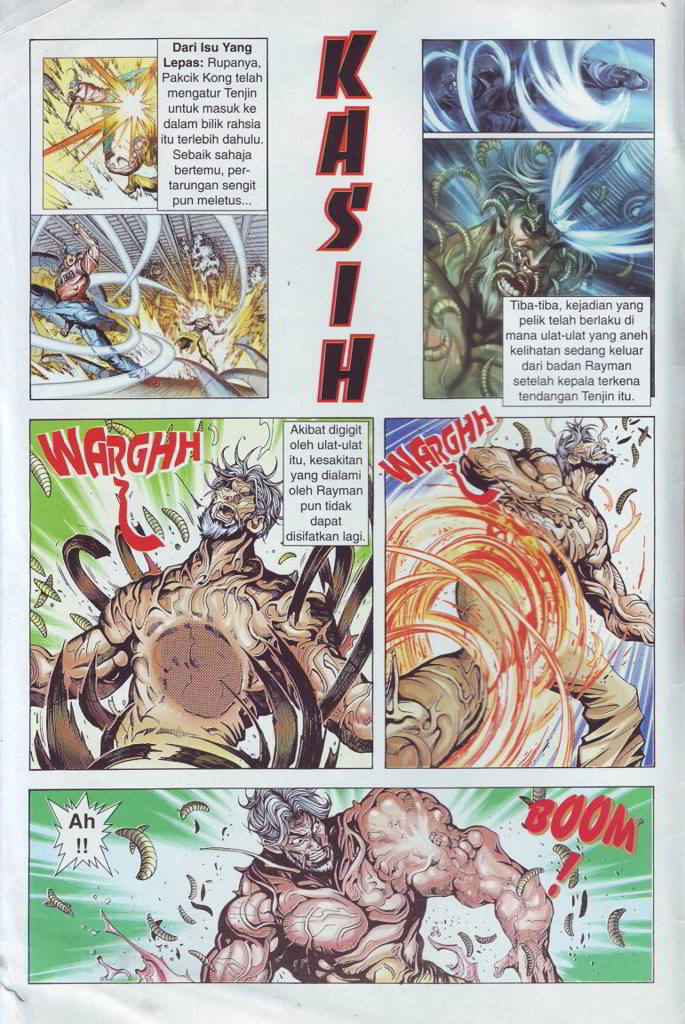 Dari Isu Yang
Lepas: Rupanya,
Pakcik Kong telah
mengatur Tenjin
untuk masuk ke
dalam bilik rahsia
itu terlebih dahulu.
Sebaik sahaja
bertemu, per-
tarungan sengit
pun meletus...
KASIH
Tiba-tiba, kejadian yang
pelik telah berlaku di
mana ulat-ulat yang aneh
kelihatan sedang keluar
dari badan Rayman
setelah kepala terkena
tendangan Tenjin itu.
WARGHH
Akibat digigit
oleh ulat-ulat
itu, kesakitan
yang dialami
oleh Rayman
pun tidak
dapat
disifatkan lagi.
WARGHH
Ah
!!
BOOM!